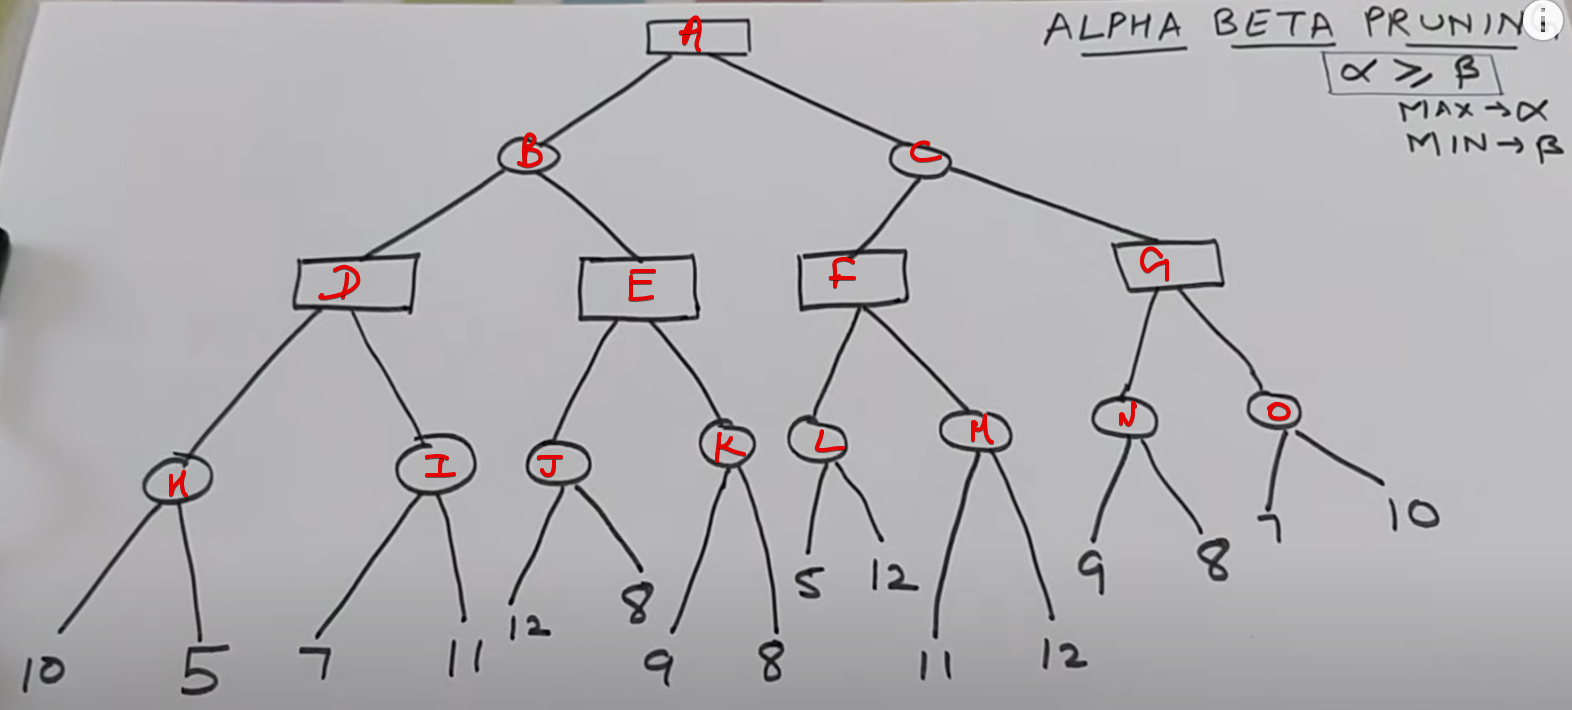 ALPHA BETA PRUNING
α ≥ β
MAX → α
MIN → β
A
B C
D E F G
H I J K L M N O
10 5 7 11 12 8 9 8 5 12 11 12 9 8 7 10